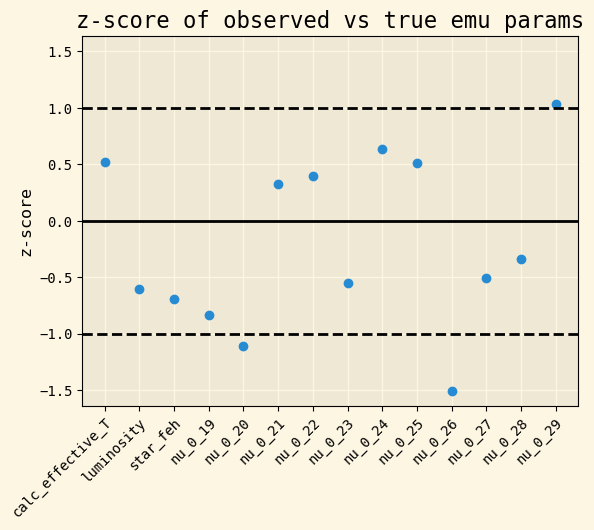 z-score of observed vs true emu params
z-score
1.5
1.0
0.5
0.0
−0.5
−1.0
−1.5
calc_effective_T
luminosity
star_feh
nu_0_19
nu_0_20
nu_0_21
nu_0_22
nu_0_23
nu_0_24
nu_0_25
nu_0_26
nu_0_27
nu_0_28
nu_0_29